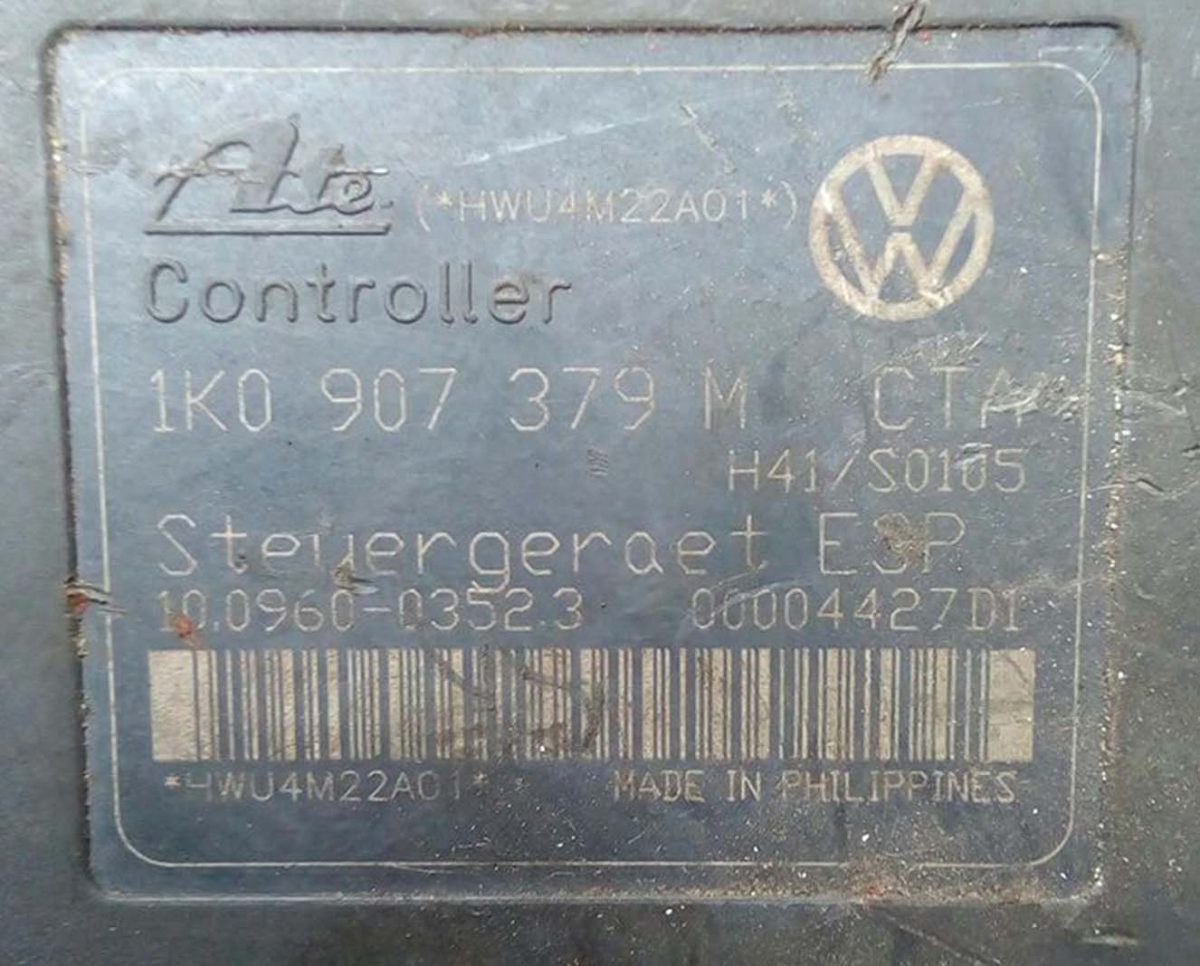 Ate (*HWU4M22A01*)
Controller
1K0 907 379 M CTA
H41/S0105
Steuergeraet ESP
10.0960-0352.3 00004427D1
*HWU4M22A01*
MADE IN PHILIPPINES